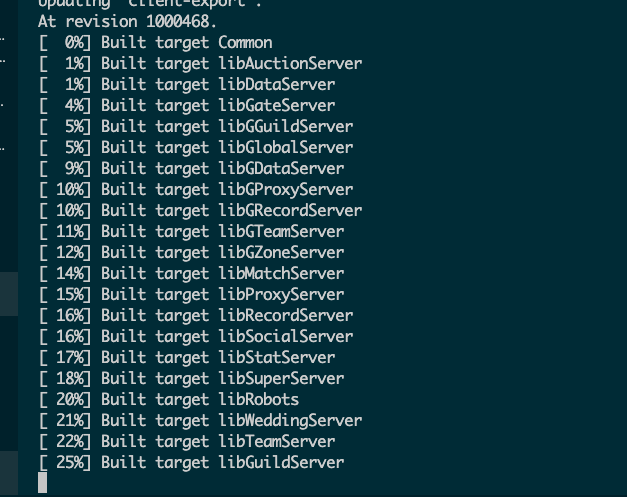 Updating 'Client-export'.
At revision 1000468.
[  0%] Built target Common
[  1%] Built target libAuctionServer
[  1%] Built target libDataServer
[  4%] Built target libGateServer
[  5%] Built target libGGuildServer
[  5%] Built target libGlobalServer
[  9%] Built target libGDataServer
[ 10%] Built target libGProxyServer
[ 10%] Built target libGRecordServer
[ 11%] Built target libGTeamServer
[ 12%] Built target libGZoneServer
[ 14%] Built target libMatchServer
[ 15%] Built target libProxyServer
[ 16%] Built target libRecordServer
[ 16%] Built target libSocialServer
[ 17%] Built target libStatServer
[ 18%] Built target libSuperServer
[ 20%] Built target libRobots
[ 21%] Built target libWeddingServer
[ 22%] Built target libTeamServer
[ 25%] Built target libGuildServer